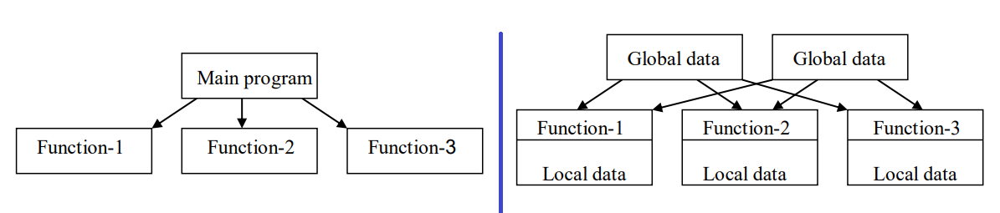 Main program
Function-1
Function-2
Function-3
Global data
Global data
Function-1
Function-2
Function-3
Local data
Local data
Local data